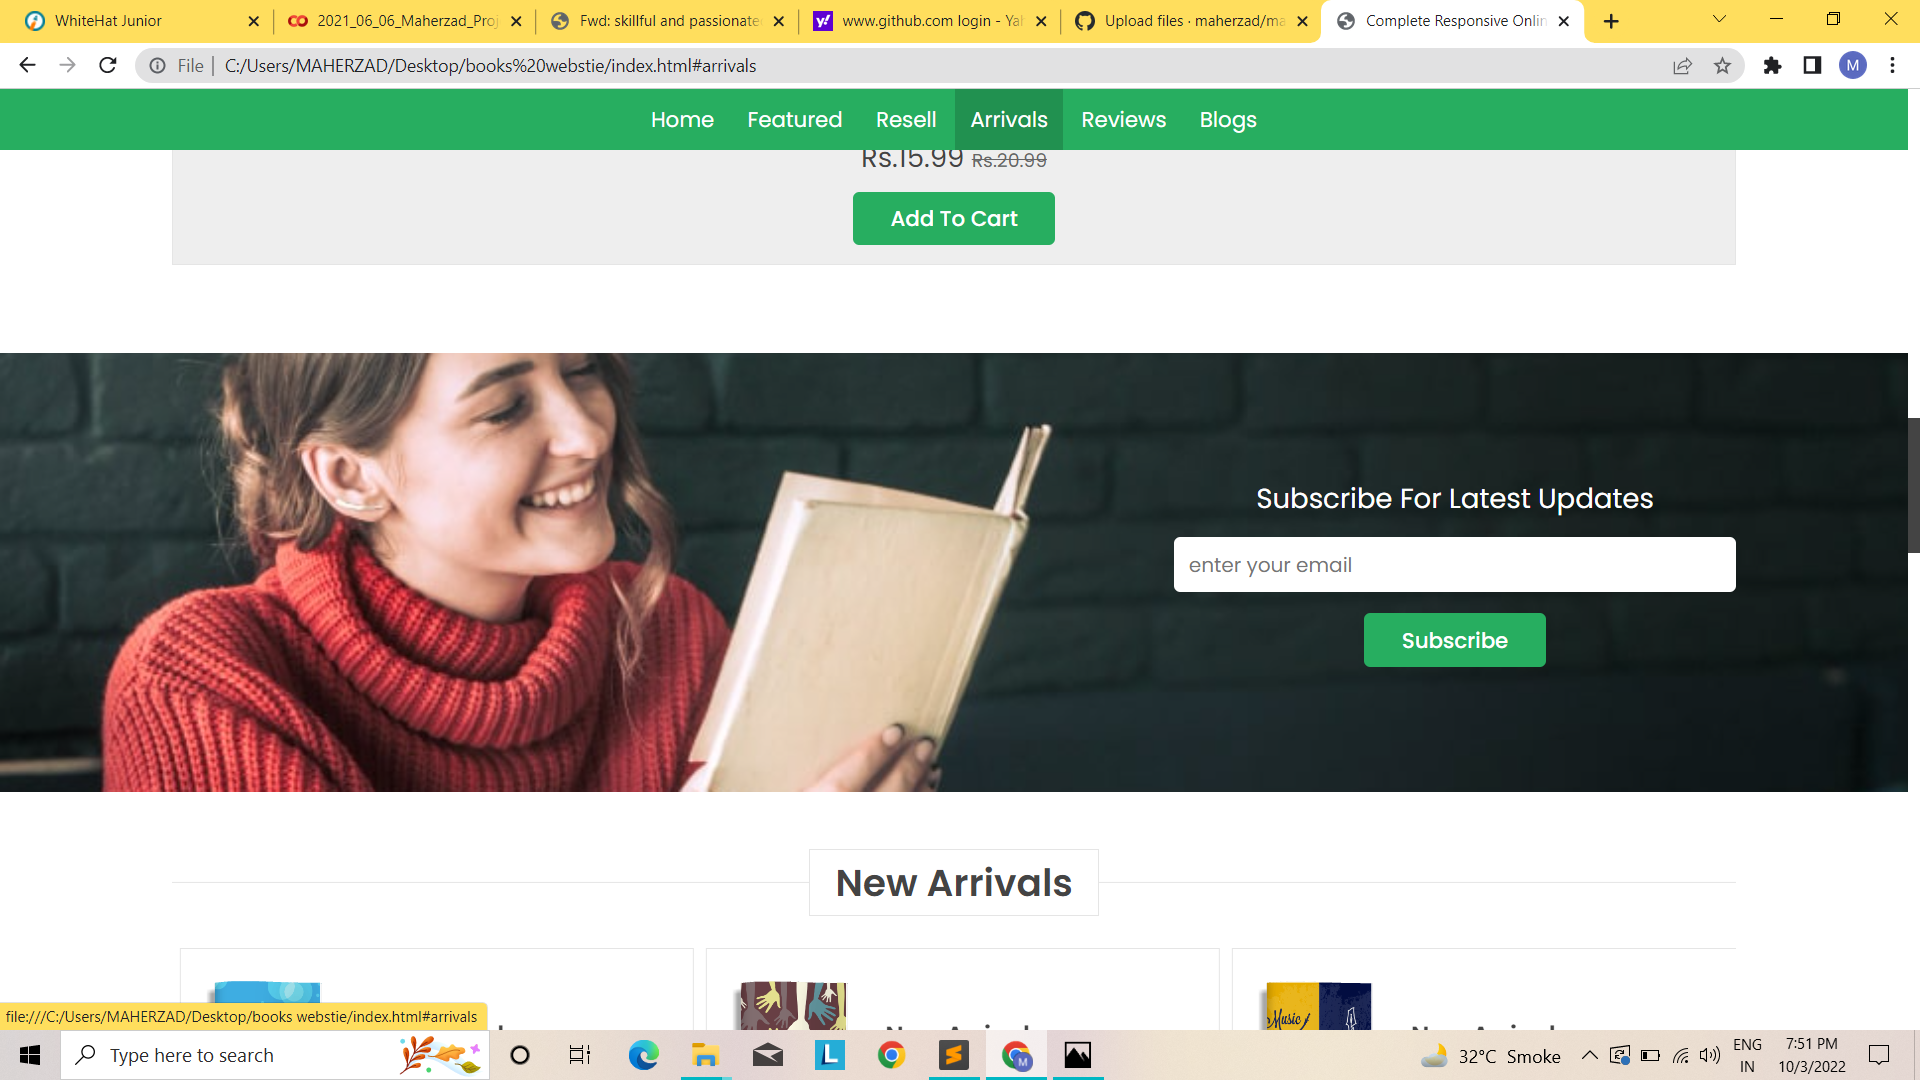 WhiteHat Junior
2021_06_06_Maherzad_Proj
Fwd: skillful and passionate
www.github.com login - Yah
Upload files · maherzad/ma
Complete Responsive Onlin
File | C:/Users/MAHERZAD/Desktop/books%20webstie/index.html#arrivals
M
Home Featured Resell Arrivals Reviews Blogs
Rs.15.99 Rs.20.99
Add To Cart
Subscribe For Latest Updates
enter your email
Subscribe
New Arrivals
Music
file:///C:/Users/MAHERZAD/Desktop/books webstie/index.html#arrivals
Type here to search
L
M
32°C Smoke
ENG
IN
7:51 PM
10/3/2022